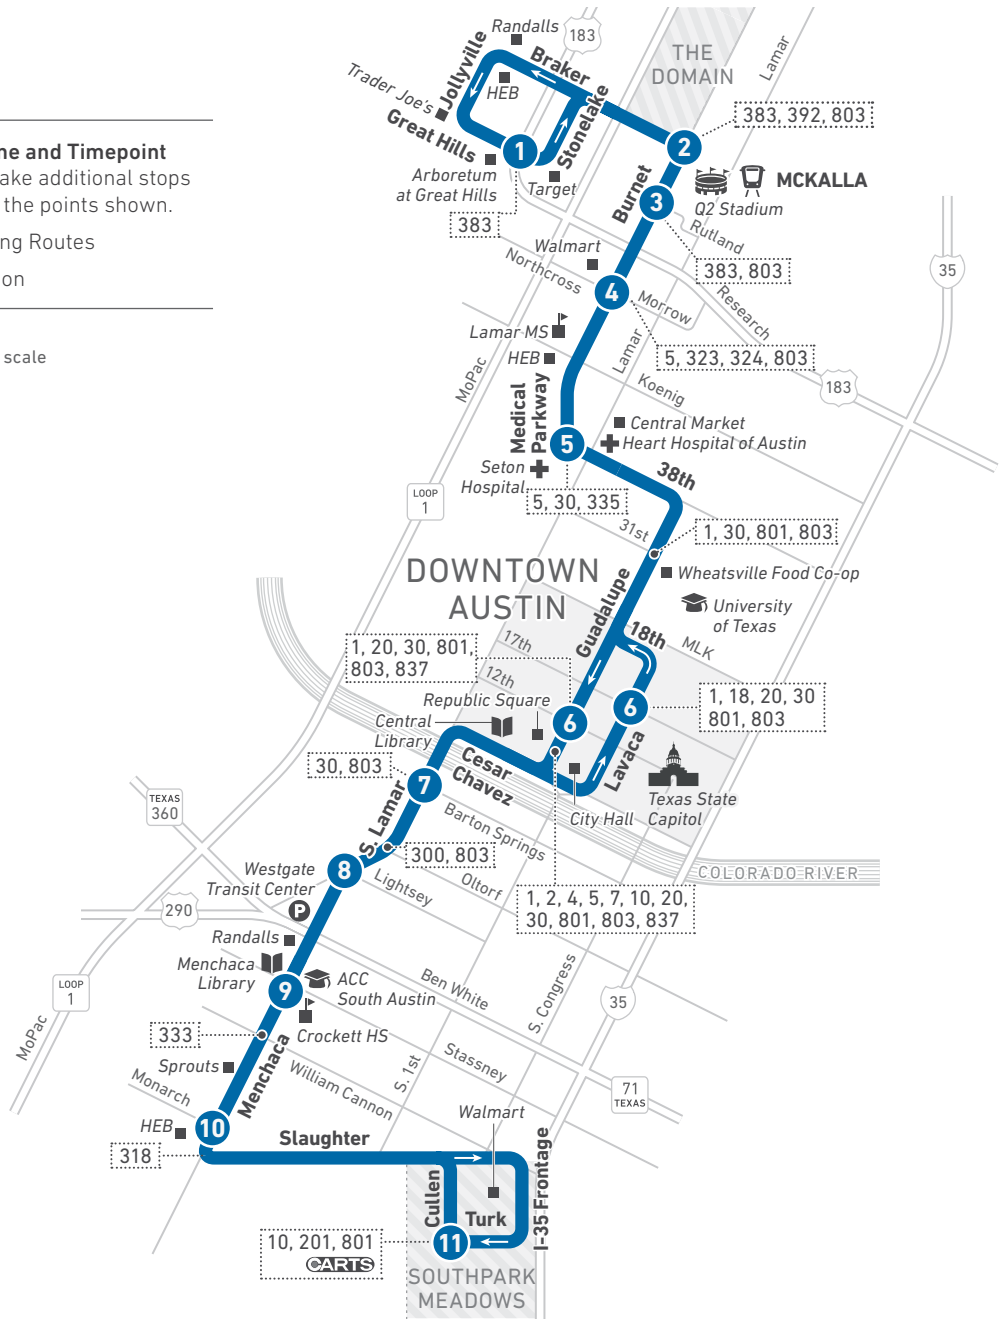 Randalls
183
Braker
Jollyville
THE
DOMAIN
Lamar
Trader Joe's
HEB
Stonelake
383, 392, 803
Great Hills
1
2
Arboretum
at Great Hills
Target
Burnet
MCKALLA
Q2 Stadium
383
3
Rutland
ne and Timepoint
ake additional stops
the points shown.
ng Routes
on
scale
Walmart
Northcross
383, 803
35
4
Morrow
Research
Lamar MS
Lamar
5, 323, 324, 803
HEB
MoPac
Koenig
183
Medical
Parkway
5
Central Market
Heart Hospital of Austin
Seton
Hospital
38th
LOOP
1
5, 30, 335
31st
1, 30, 801, 803
DOWNTOWN
AUSTIN
Wheatsville Food Co-op
Guadalupe
University
of Texas
18th
MLK
17th
12th
1, 20, 30, 801,
803, 837
Republic Square
6
6
1, 18, 20, 30
801, 803
Central
Library
Cesar
Chavez
Lavaca
30, 803
7
Texas State
Capitol
City Hall
S. Lamar
Barton Springs
TEXAS
360
300, 803
8
Westgate
Transit Center
Lightsey
Oltorf
COLORADO RIVER
P
1, 2, 4, 5, 7, 10, 20,
30, 801, 803, 837
290
Randalls
Menchaca
Library
ACC
South Austin
Ben White
S. Congress
LOOP
1
9
35
MoPac
333
Crockett HS
Sprouts
Menchaca
William Cannon
S. 1st
Stassney
71
TEXAS
Monarch
HEB
10
Walmart
Slaughter
318
Cullen
Turk
I-35 Frontage
10, 201, 801
CARTS
11
SOUTHPARK
MEADOWS